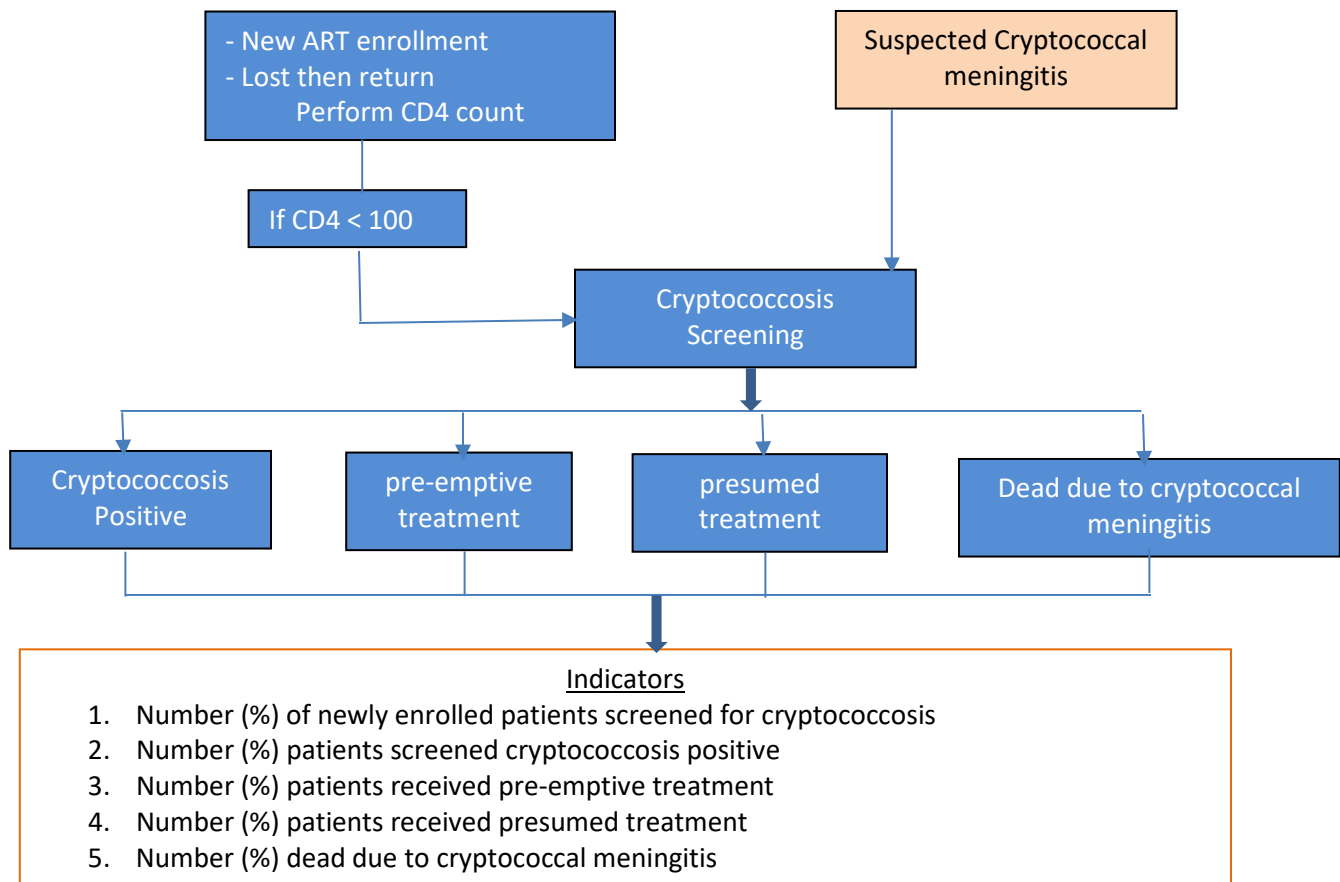 - New ART enrollment
- Lost then return
Perform CD4 count
Suspected Cryptococcal
meningitis
If CD4 < 100
Cryptococcosis
Screening
Cryptococcosis
Positive
pre-emptive
treatment
presumed
treatment
Dead due to cryptococcal
meningitis
Indicators
1. Number (%) of newly enrolled patients screened for cryptococcosis
2. Number (%) patients screened cryptococcosis positive
3. Number (%) patients received pre-emptive treatment
4. Number (%) patients received presumed treatment
5. Number (%) dead due to cryptococcal meningitis